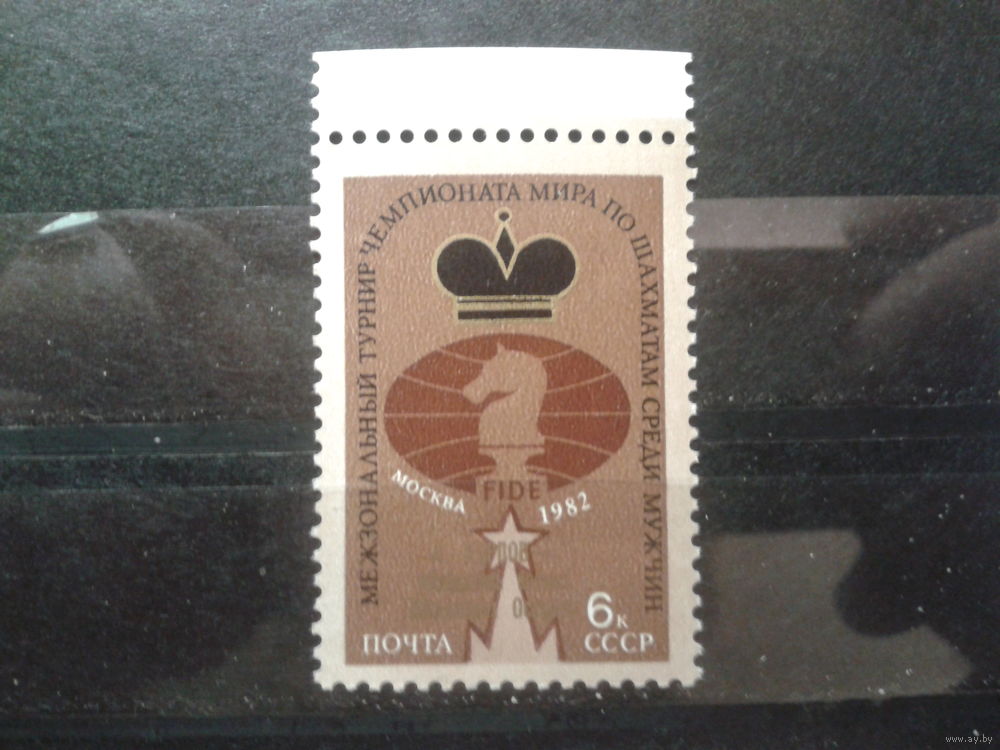 МЕЖЗОНАЛЬНЫЙ ТУРНИР ЧЕМПИОНАТА МИРА ПО ШАХМАТАМ СРЕДИ МУЖЧИН
FIDE
МОСКВА 1982
6к
ПОЧТА СССР
www.ay.by